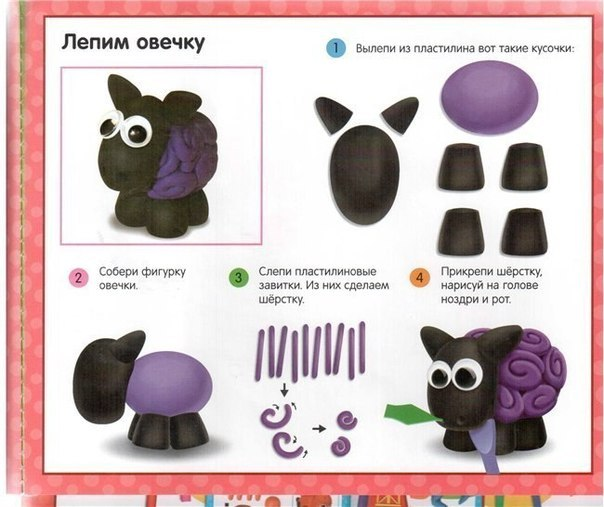 Лепим овечку
1 Вылепи из пластилина вот такие кусочки:
2 Собери фигурку
овечки.
3 Слепи пластилиновые
завитки. Из них сделаем
шёрстку.
4 Прикрепи шёрстку,
нарисуй на голове
ноздри и рот.